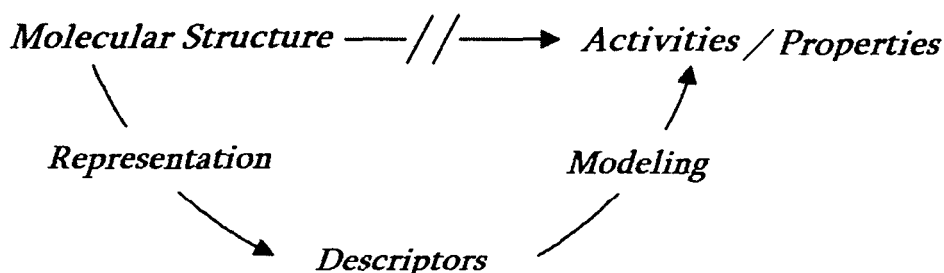 Molecular Structure
Activities / Properties
Representation
Modeling
Descriptors